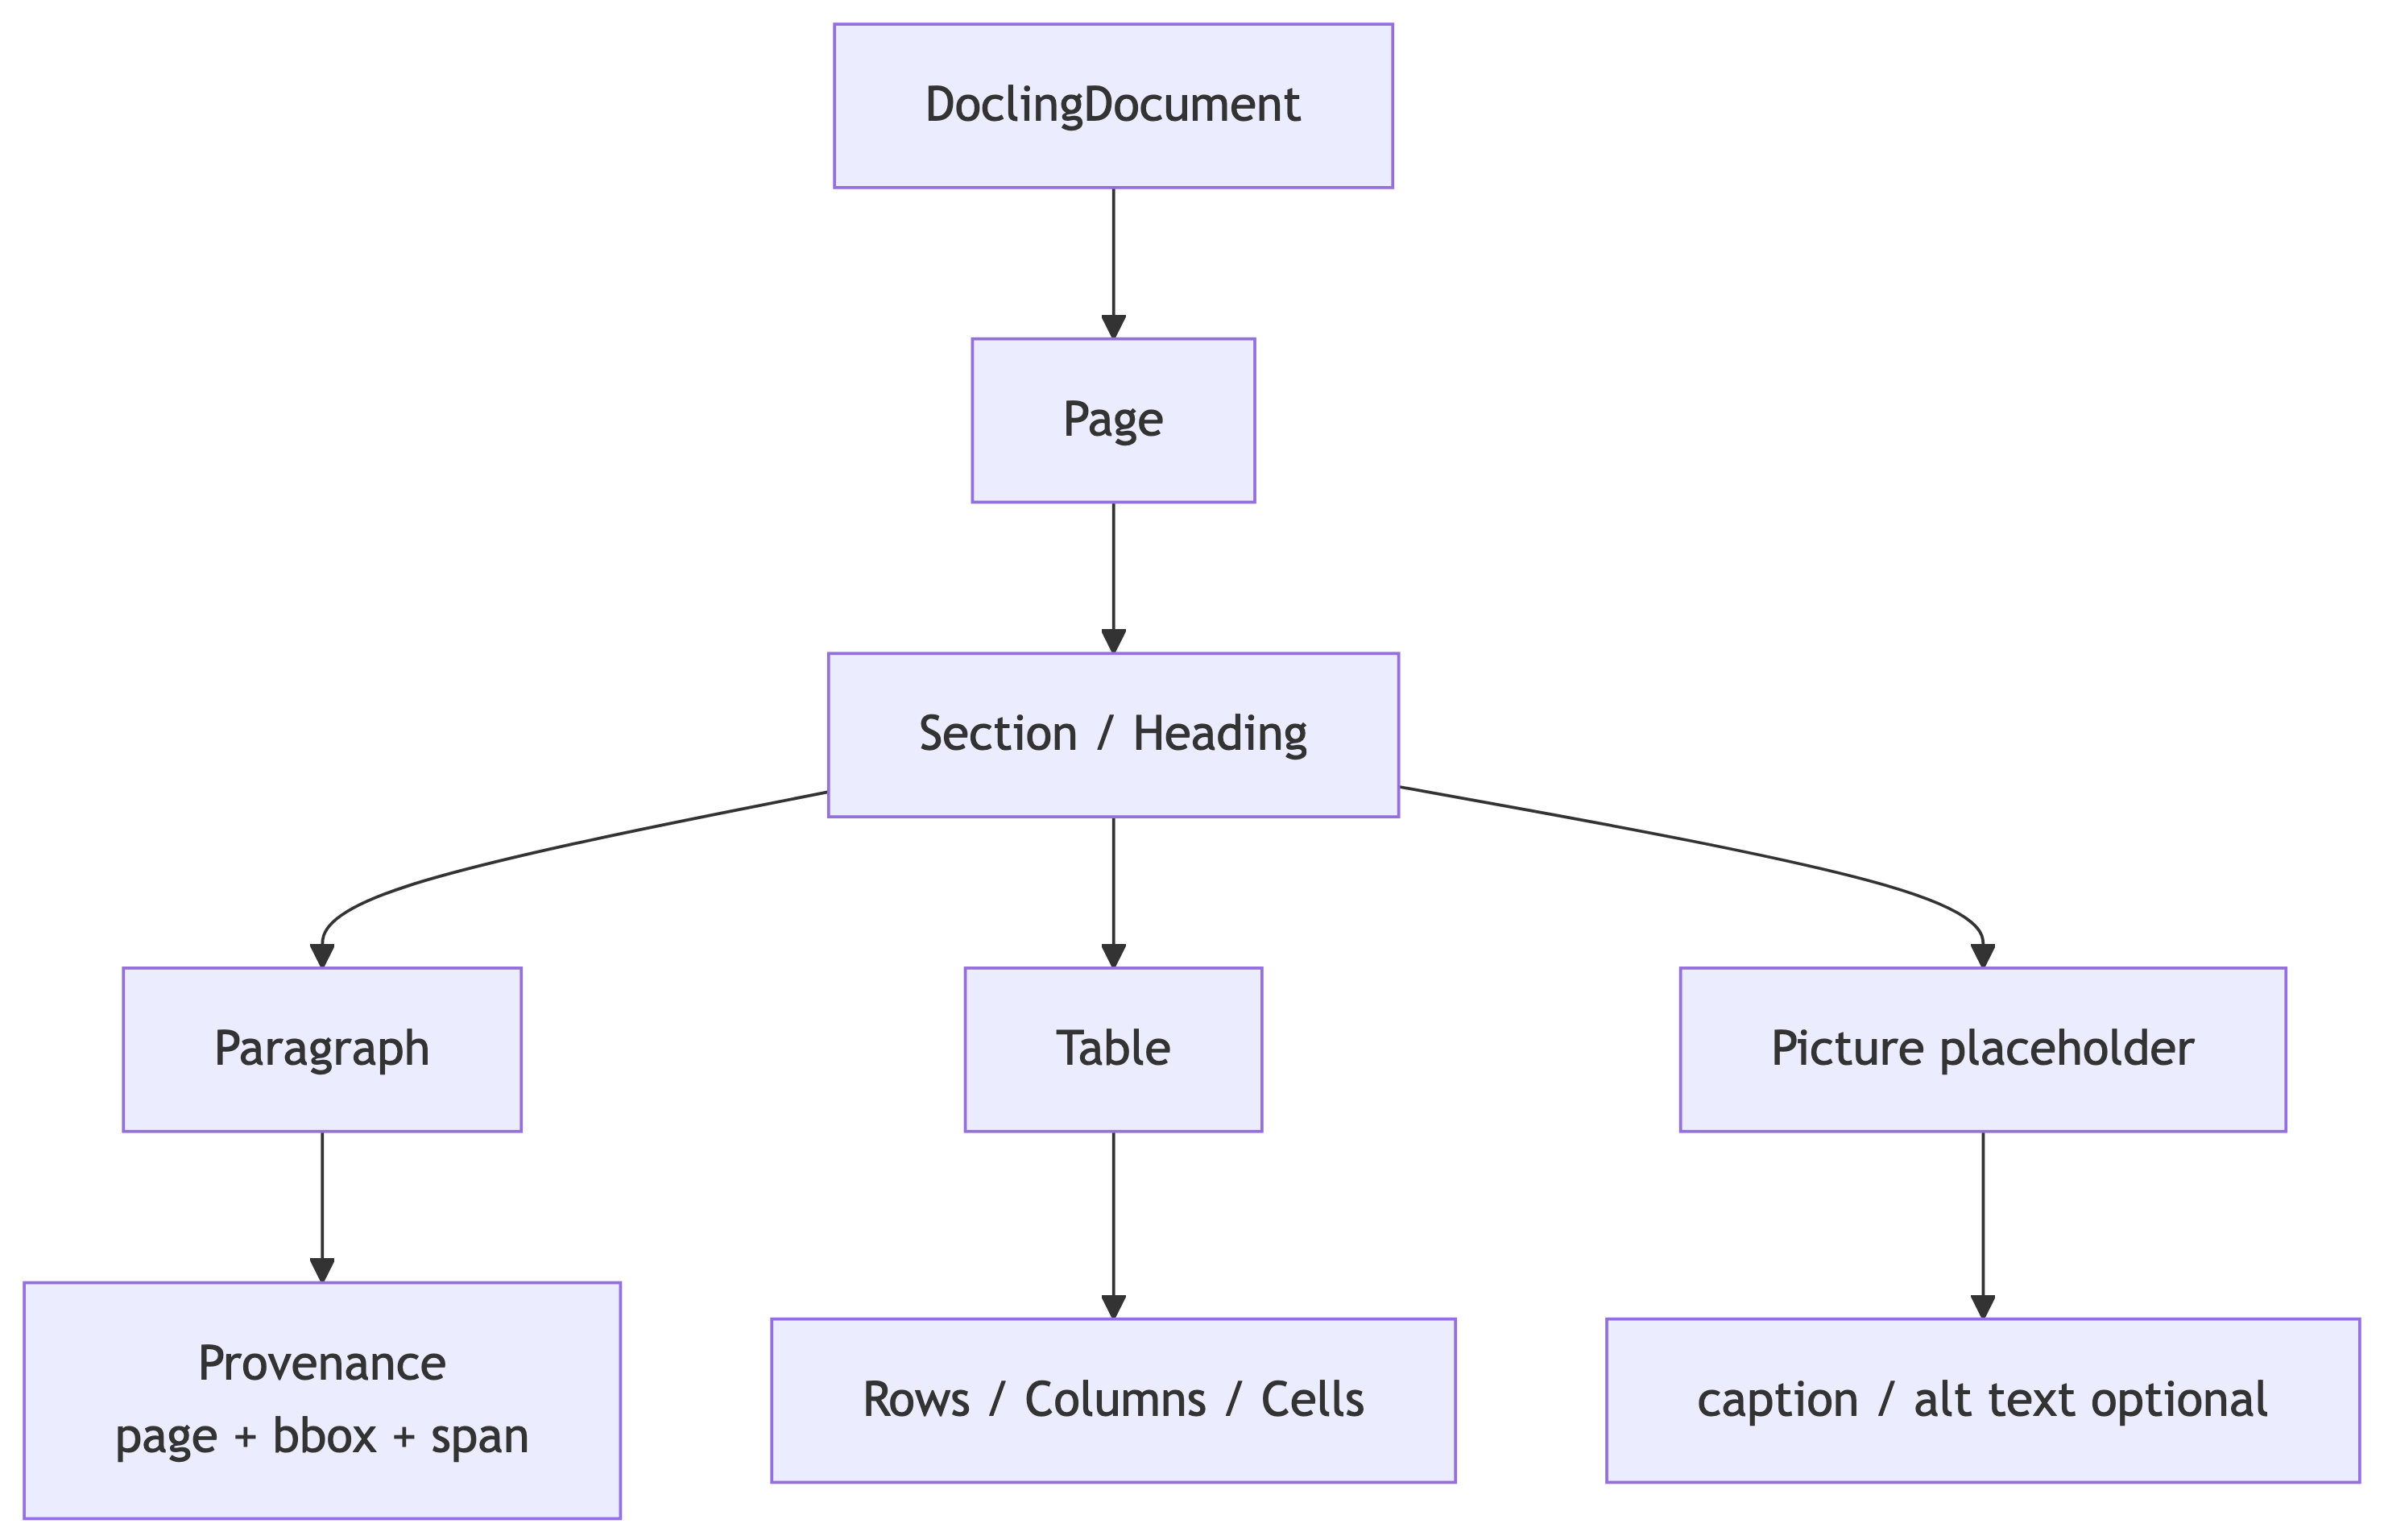 DoclingDocument
Page
Section / Heading
Paragraph
Table
Picture placeholder
Provenance
page + bbox + span
Rows / Columns / Cells
caption / alt text optional